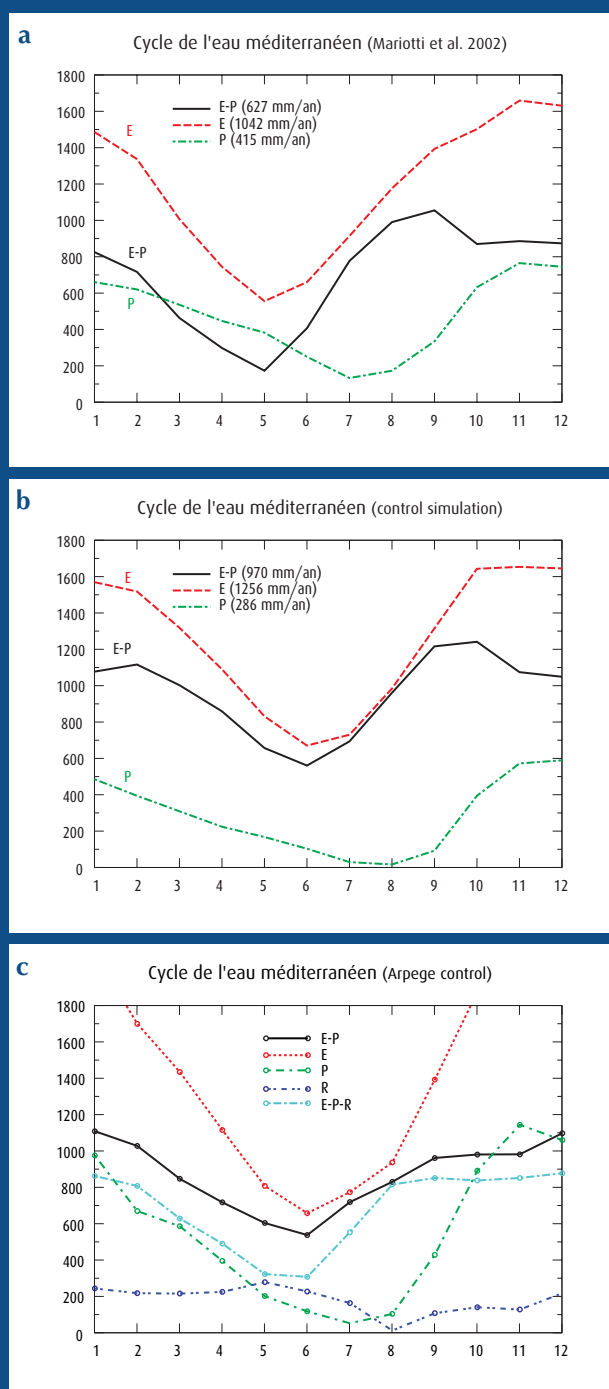 a
Cycle de l'eau méditerranéen (Mariotti et al. 2002)
1800
1600
1400
1200
1000
800
600
400
200
0
E-P (627 mm/an)
E (1042 mm/an)
P (415 mm/an)
E
E-P
P
1 2 3 4 5 6 7 8 9 10 11 12
b
Cycle de l'eau méditerranéen (control simulation)
1800
1600
1400
1200
1000
800
600
400
200
0
E-P (970 mm/an)
E (1256 mm/an)
P (286 mm/an)
E
E-P
P
1 2 3 4 5 6 7 8 9 10 11 12
c
Cycle de l'eau méditerranéen (Arpege control)
1800
1600
1400
1200
1000
800
600
400
200
0
E-P
E
P
R
E-P-R
1 2 3 4 5 6 7 8 9 10 11 12